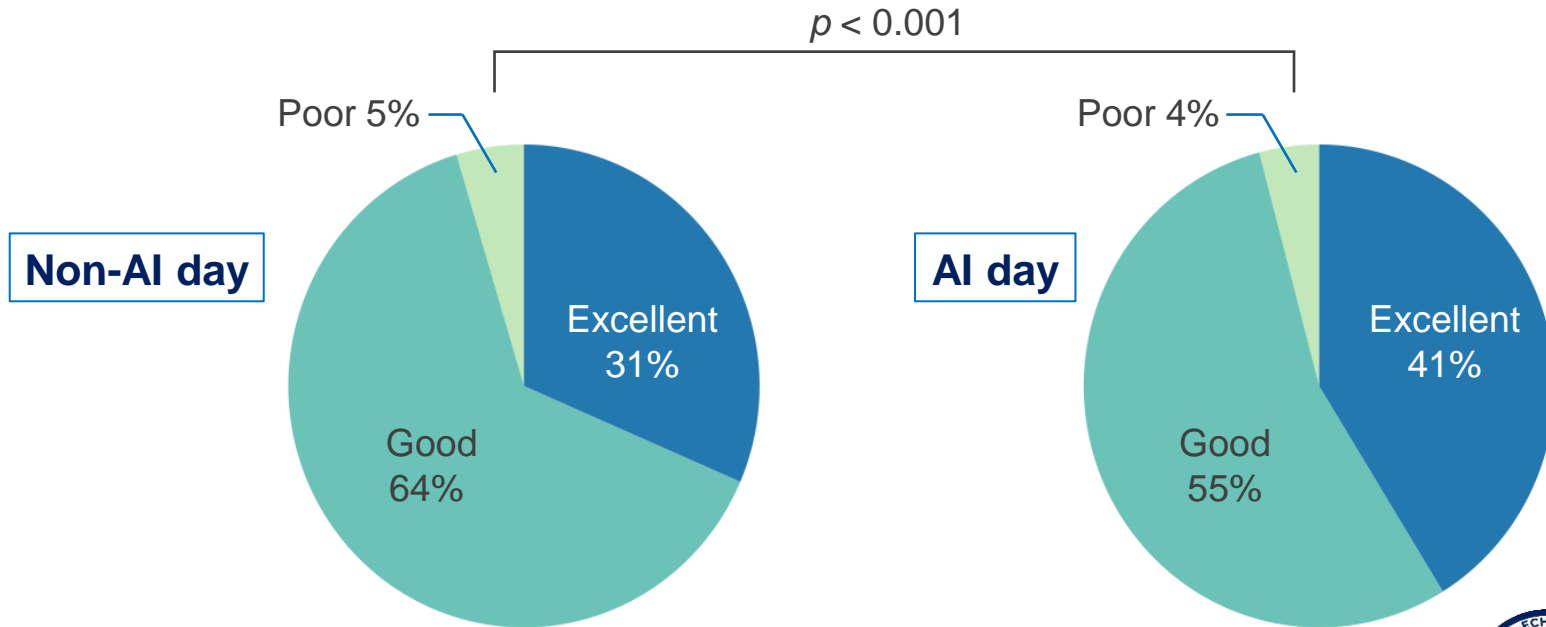 p < 0.001
Poor 5%
Poor 4%
Non-AI day
AI day
Excellent
31%
Good
64%
Excellent
41%
Good
55%
ECH